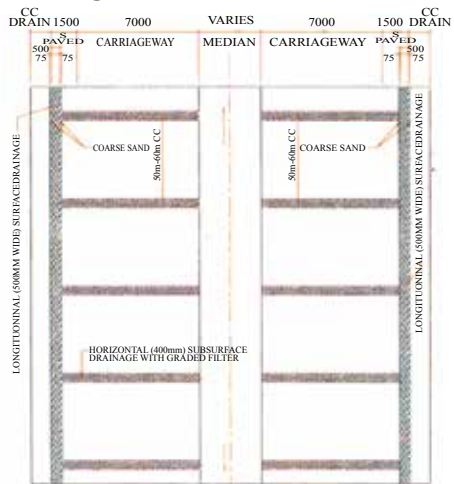 CC
DRAIN 1500 7000 VARIES 7000 1500 CC
DRAIN
S
PAVED CARRIAGEWAY MEDIAN CARRIAGEWAY S
PAVED
500
75 75
500
75 75
LONGITUONINAL (500MM WIDE) SURFACEDRAINAGE
COARSE SAND
50m-60m CC
50m-60m CC
COARSE SAND
LONGITUONINAL (500MM WIDE) SURFACEDRAINAGE
HORIZONTAL (400mm) SUBSURFACE
DRAINAGE WITH GRADED FILTER